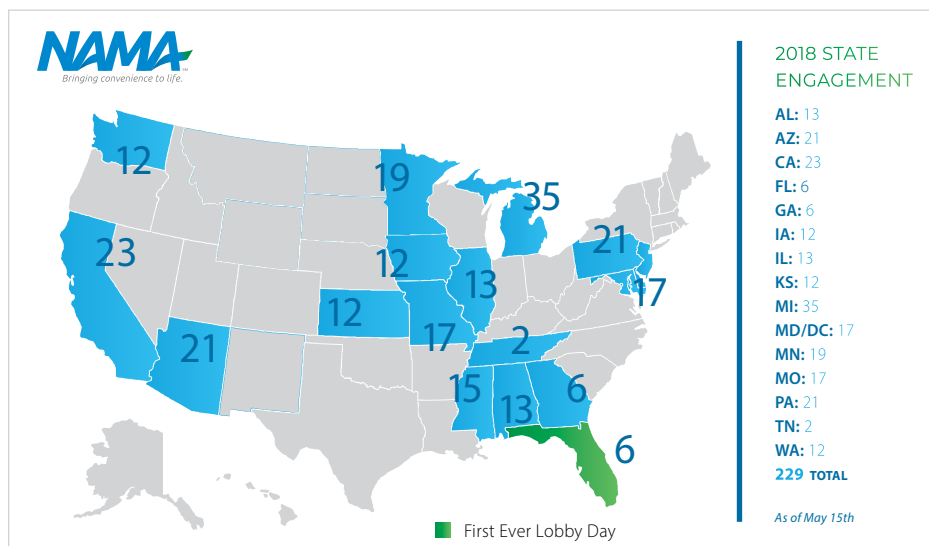 NAMA
TM
Bringing convenience to life.
12
19
35
23
12
21
13
17
12
21
17
2
15
13
6
6
First Ever Lobby Day
2018 STATE
ENGAGEMENT
AL: 13
AZ: 21
CA: 23
FL: 6
GA: 6
IA: 12
IL: 13
KS: 12
MI: 35
MD/DC: 17
MN: 19
MO: 17
PA: 21
TN: 2
WA: 12
229 TOTAL
As of May 15th